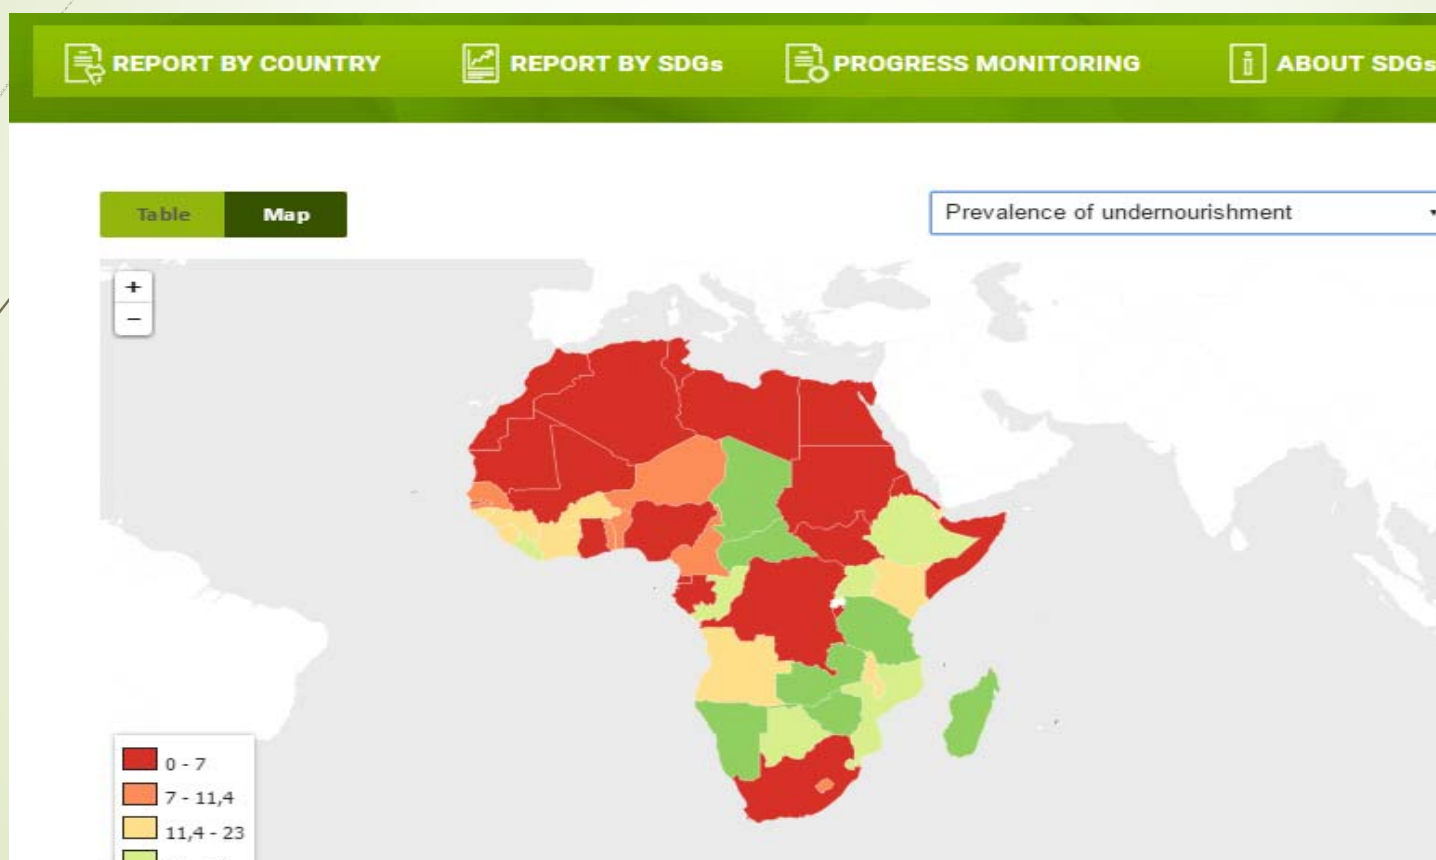 REPORT BY COUNTRY REPORT BY SDGs PROGRESS MONITORING ABOUT SDGs
Table Map Prevalence of undernourishment
+
−
0 - 7
7 - 11,4
11,4 - 23